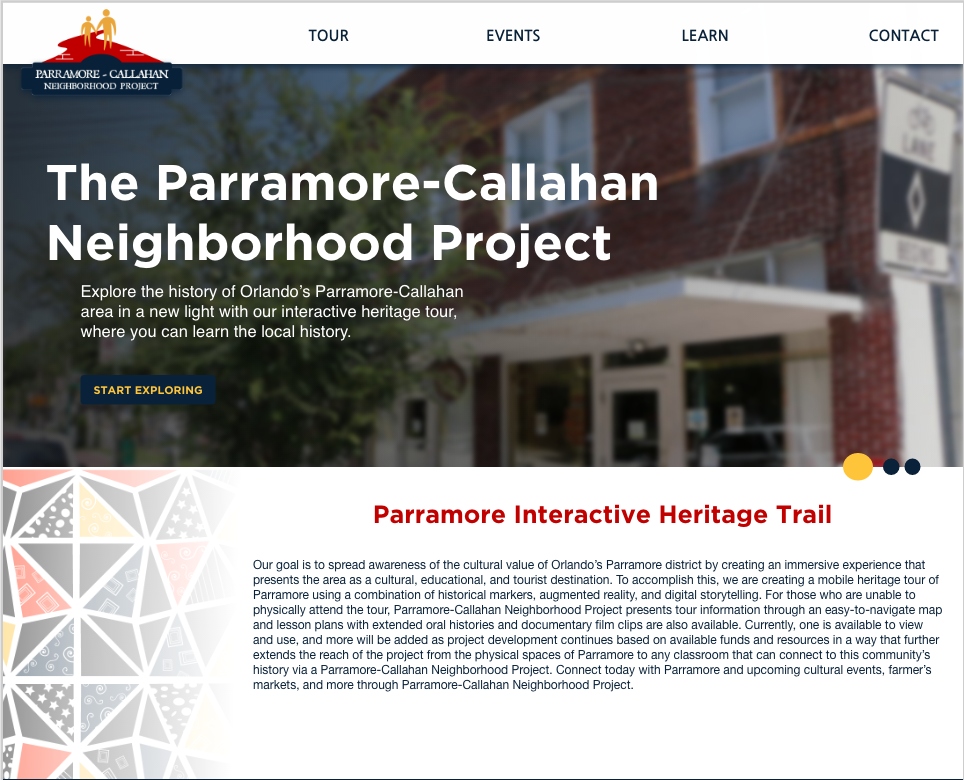 TOUR EVENTS LEARN CONTACT
PARRAMORE - CALLAHAN
NEIGHBORHOOD PROJECT
LANE
BEGINS
The Parramore-Callahan
Neighborhood Project
Explore the history of Orlando’s Parramore-Callahan
area in a new light with our interactive heritage tour,
where you can learn the local history.
START EXPLORING
Parramore Interactive Heritage Trail
Our goal is to spread awareness of the cultural value of Orlando’s Parramore district by creating an immersive experience that
presents the area as a cultural, educational, and tourist destination. To accomplish this, we are creating a mobile heritage tour of
Parramore using a combination of historical markers, augmented reality, and digital storytelling. For those who are unable to
physically attend the tour, Parramore-Callahan Neighborhood Project presents tour information through an easy-to-navigate map
and lesson plans with extended oral histories and documentary film clips are also available. Currently, one is available to view
and use, and more will be added as project development continues based on available funds and resources in a way that further
extends the reach of the project from the physical spaces of Parramore to any classroom that can connect to this community’s
history via a Parramore-Callahan Neighborhood Project. Connect today with Parramore and upcoming cultural events, farmer’s
markets, and more through Parramore-Callahan Neighborhood Project.